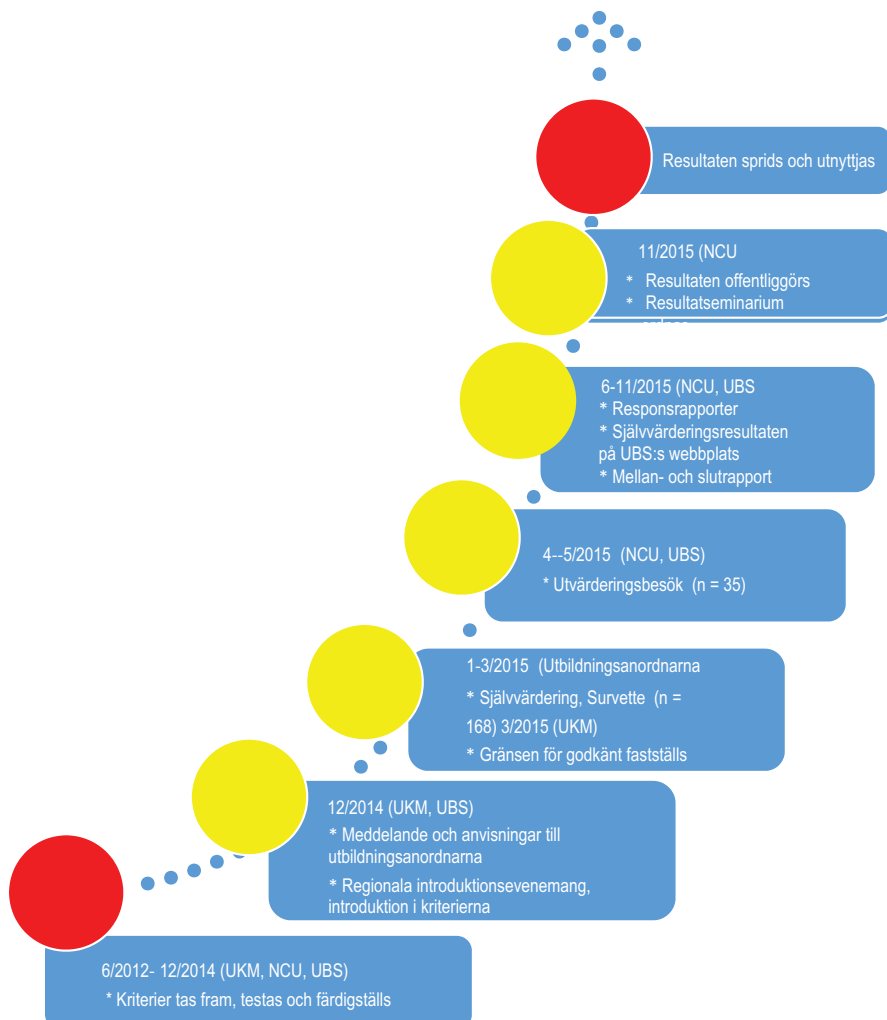 Resultaten sprids och utnyttjas
11/2015 (NCU
* Resultaten offentliggörs
* Resultatseminarium
6-11/2015 (NCU, UBS
* Responsrapporter
* Självvärderingsresultaten
på UBS:s webbplats
* Mellan- och slutrapport
4--5/2015 (NCU, UBS)
* Utvärderingsbesök (n = 35)
1-3/2015 (Utbildningsanordnarna
* Självvärdering, Survette (n =
168) 3/2015 (UKM)
* Gränsen för godkänt fastställs
12/2014 (UKM, UBS)
* Meddelande och anvisningar till
utbildningsanordnarna
* Regionala introduktionsevenemang,
introduktion i kriterierna
6/2012- 12/2014 (UKM, NCU, UBS)
* Kriterier tas fram, testas och färdigställs